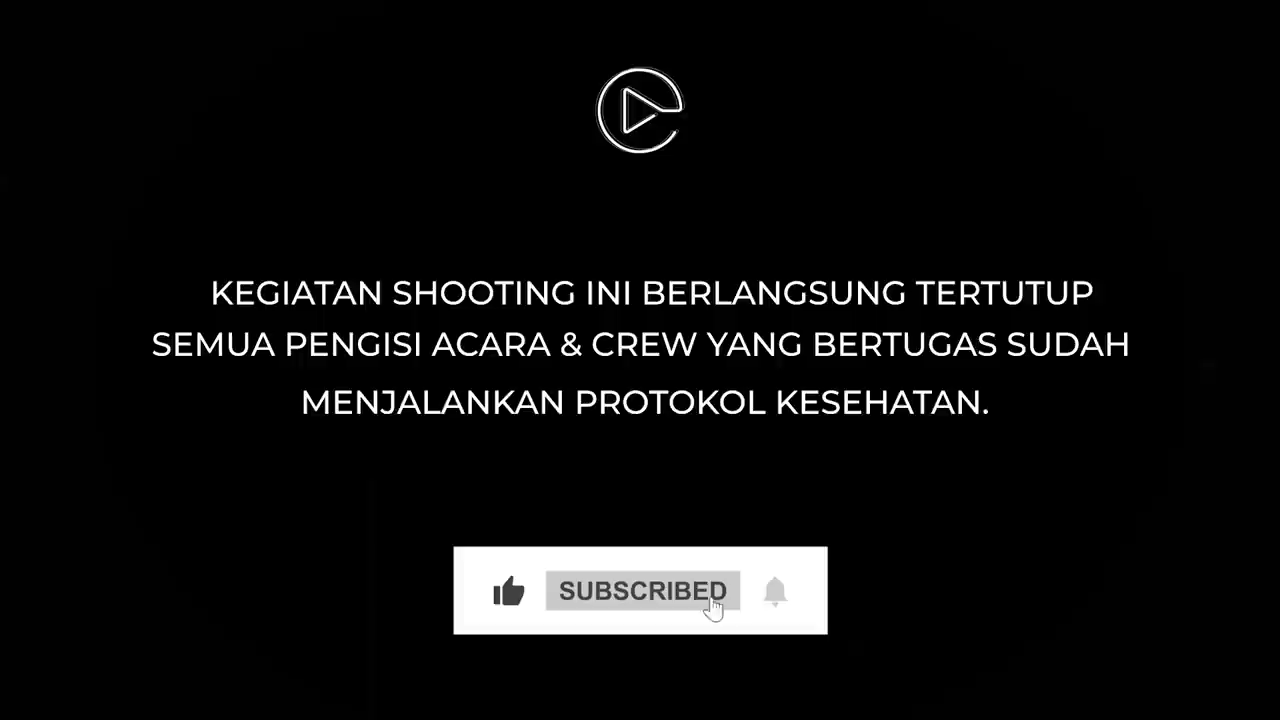 KEGIATAN SHOOTING INI BERLANGSUNG TERTUTUP
SEMUA PENGISI ACARA & CREW YANG BERTUGAS SUDAH
MENJALANKAN PROTOKOL KESEHATAN.
SUBSCRIBED